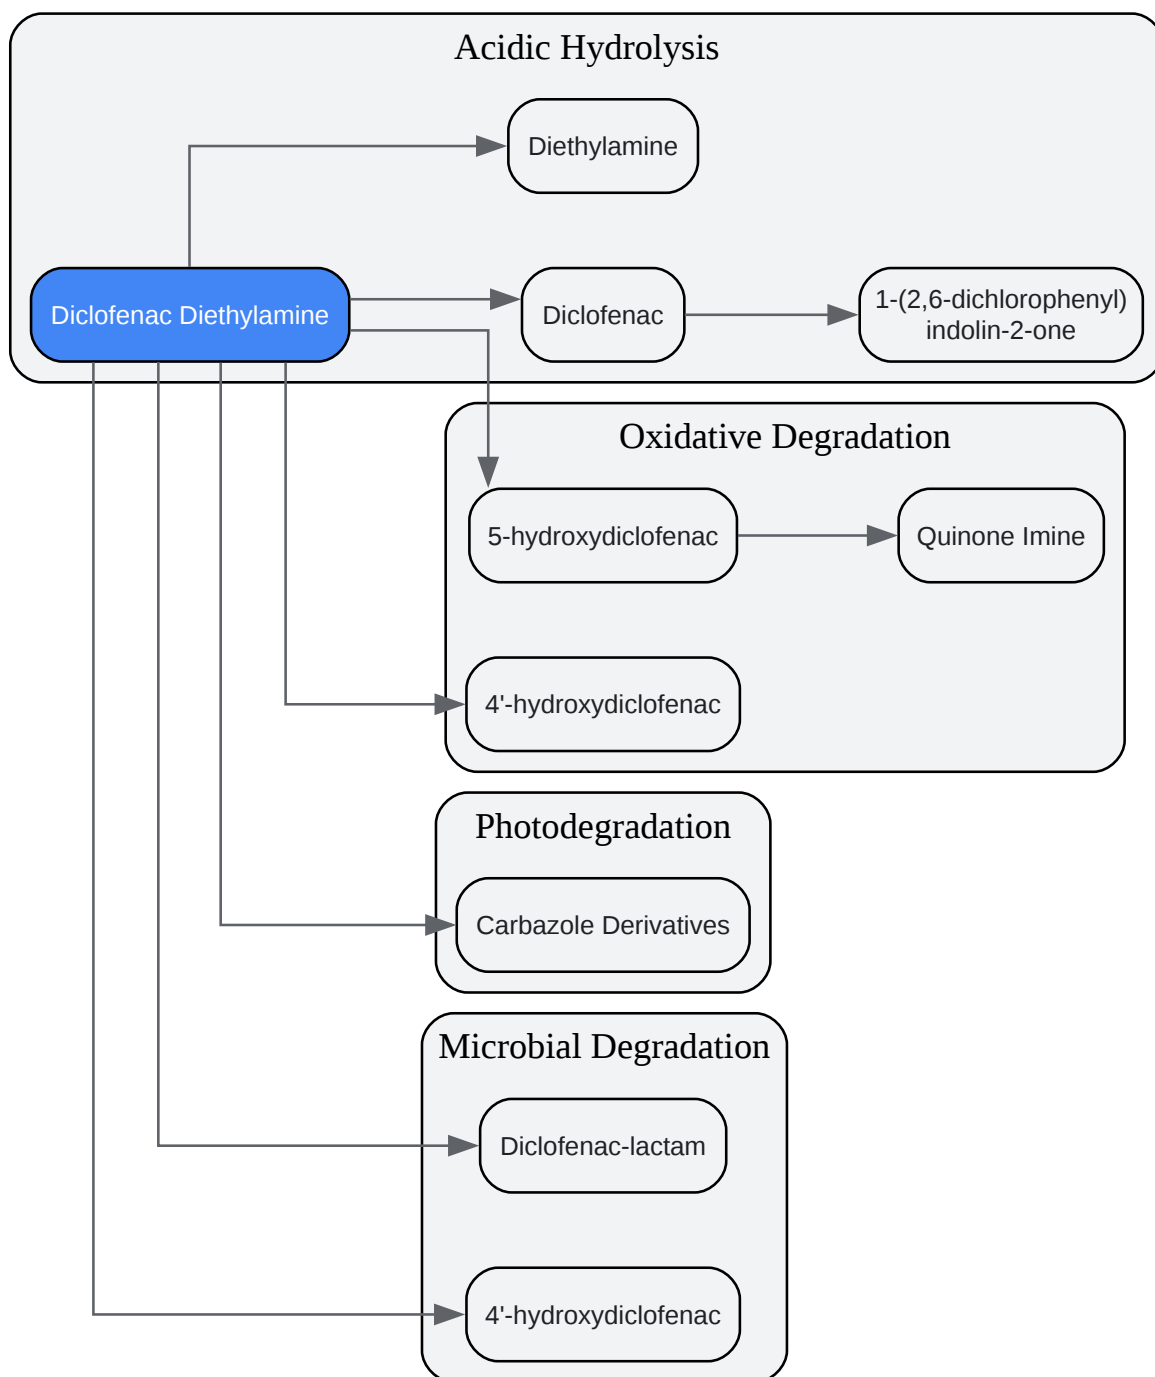 Acidic Hydrolysis
Diethylamine
Diclofenac Diethylamine
Diclofenac
1-(2,6-dichlorophenyl)
indolin-2-one
Oxidative Degradation
5-hydroxydiclofenac
Quinone Imine
4'-hydroxydiclofenac
Photodegradation
Carbazole Derivatives
Microbial Degradation
Diclofenac-lactam
4'-hydroxydiclofenac